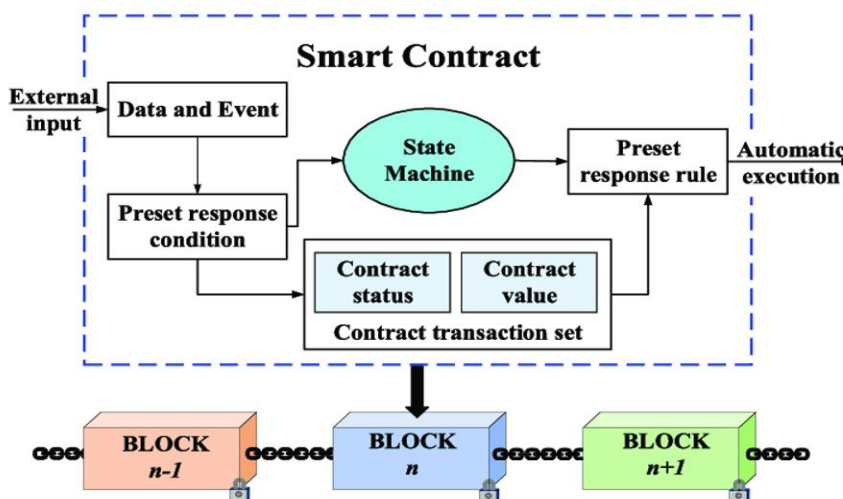 Smart Contract
External
input
Data and Event
State
Machine
Preset
response rule
Automatic
execution
Preset response
condition
Contract
status
Contract
value
Contract transaction set
BLOCK
n-1
BLOCK
n
BLOCK
n+1